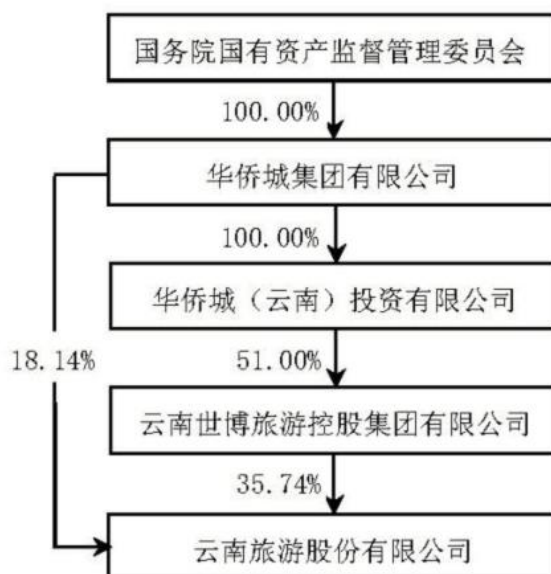 国务院国有资产监督管理委员会
100.00%
华侨城集团有限公司
100.00%
华侨城（云南）投资有限公司
18.14%
51.00%
云南世博旅游控股集团有限公司
35.74%
云南旅游股份有限公司